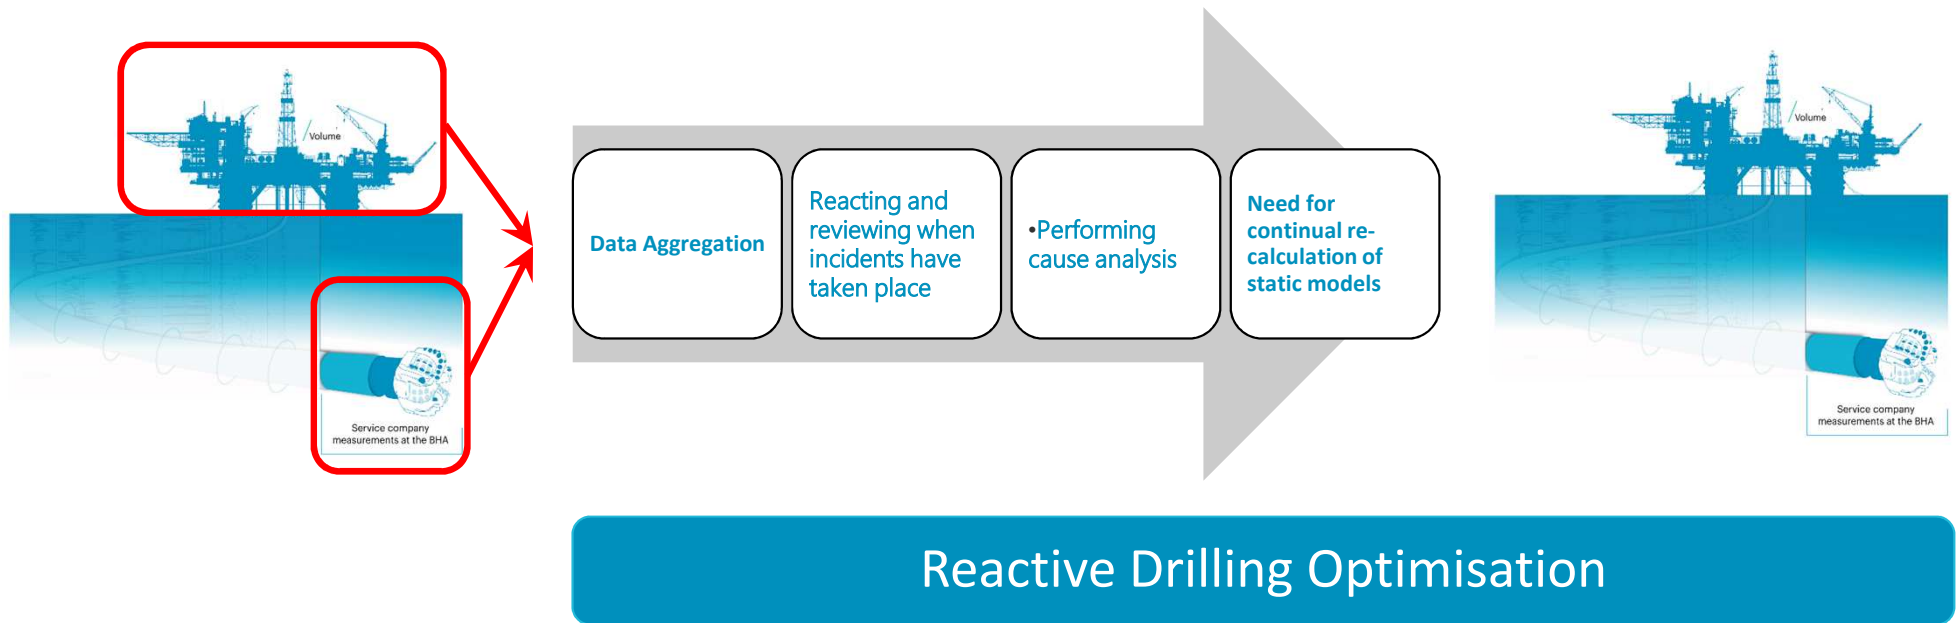 Volume
Service company
measurements at the BHA
Data Aggregation
Reacting and
reviewing when
incidents have
taken place
•Performing
cause analysis
Need for
continual re-
calculation of
static models
Volume
Service company
measurements at the BHA
Reactive Drilling Optimisation